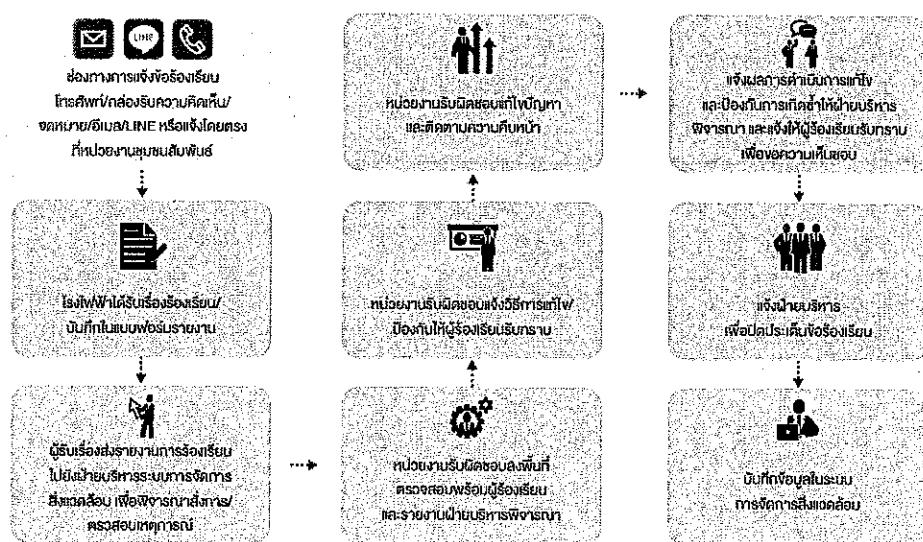 LINE
ช่องทางการแจ้งข้อร้องเรียน
โทรศัพท์/กล่องรับความคิดเห็น/
จดหมาย/อีเมล/LINE หรือแจ้งโดยตรง
ที่หน่วยงานชุมชนสัมพันธ์
โรงไฟฟ้าได้รับเรื่องร้องเรียน/
บันทึกในแบบฟอร์มรายงาน
ผู้รับเรื่องส่งรายงานการร้องเรียน
ไปยังฝ่ายบริหารระบบการจัดการ
สิ่งแวดล้อม เพื่อพิจารณาสั่งการ/
ตรวจสอบเหตุการณ์
หน่วยงานรับผิดชอบลงพื้นที่
ตรวจสอบพร้อมผู้ร้องเรียน
และรายงานฝ่ายบริหารพิจารณา
หน่วยงานรับผิดชอบแจ้งวิธีการแก้ไข/
ป้องกันให้ผู้ร้องเรียนรับทราบ
หน่วยงานรับผิดชอบแก้ไขปัญหา
และติดตามความคืบหน้า
แจ้งผลการดำเนินการแก้ไข
และป้องกันการเกิดซ้ำให้ฝ่ายบริหาร
พิจารณา และแจ้งให้ผู้ร้องเรียนรับทราบ
เพื่อขอความเห็นชอบ
แจ้งฝ่ายบริหาร
เพื่อปิดประเด็นข้อร้องเรียน
บันทึกข้อมูลในระบบ
การจัดการสิ่งแวดล้อม